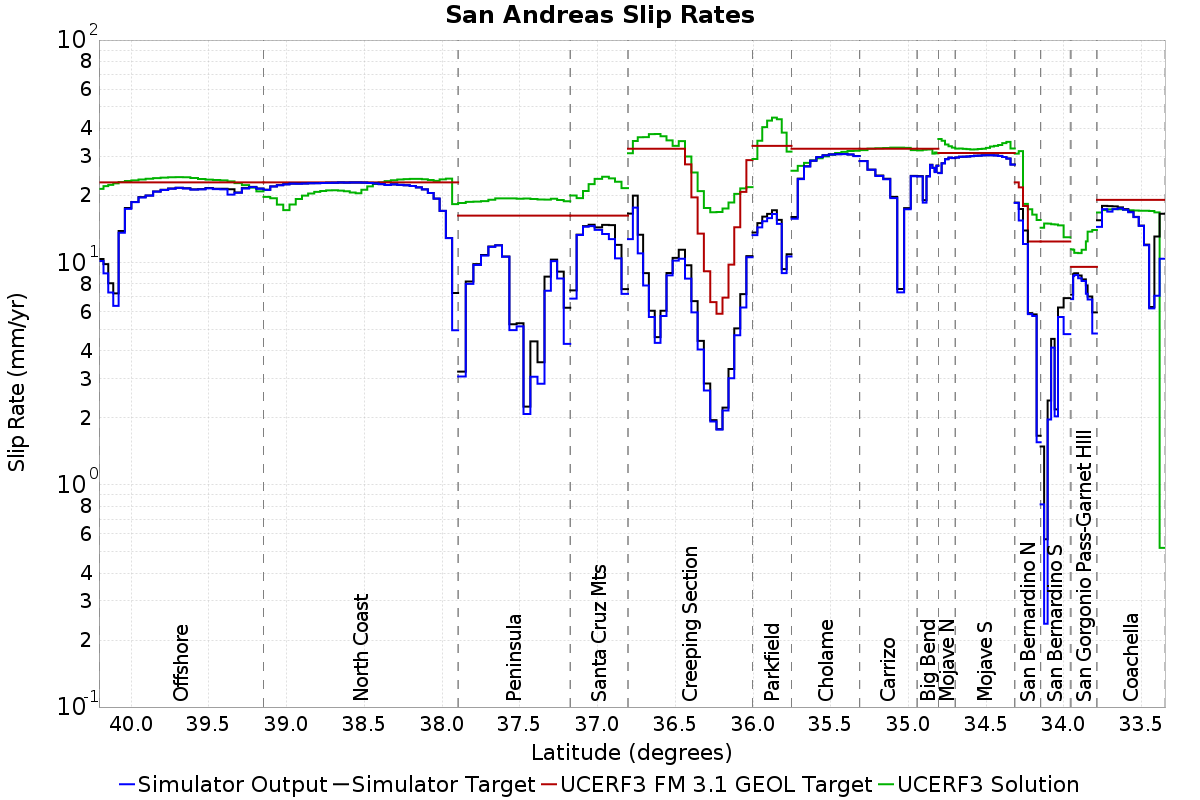 San Andreas Slip Rates
10^2
8
6
4
3
2
10^1
8
6
4
3
2
10^0
8
6
4
3
2
10^-1
Slip Rate (mm/yr)
Offshore
North Coast
Peninsula
Santa Cruz Mts
Creeping Section
Parkfield
Cholame
Carrizo
Big Bend
Mojave N
Mojave S
San Bernardino N
San Bernardino S
San Gorgonio Pass-Garnet HIll
Coachella
40.0 39.5 39.0 38.5 38.0 37.5 37.0 36.5 36.0 35.5 35.0 34.5 34.0 33.5
Latitude (degrees)
Simulator Output Simulator Target UCERF3 FM 3.1 GEOL Target UCERF3 Solution